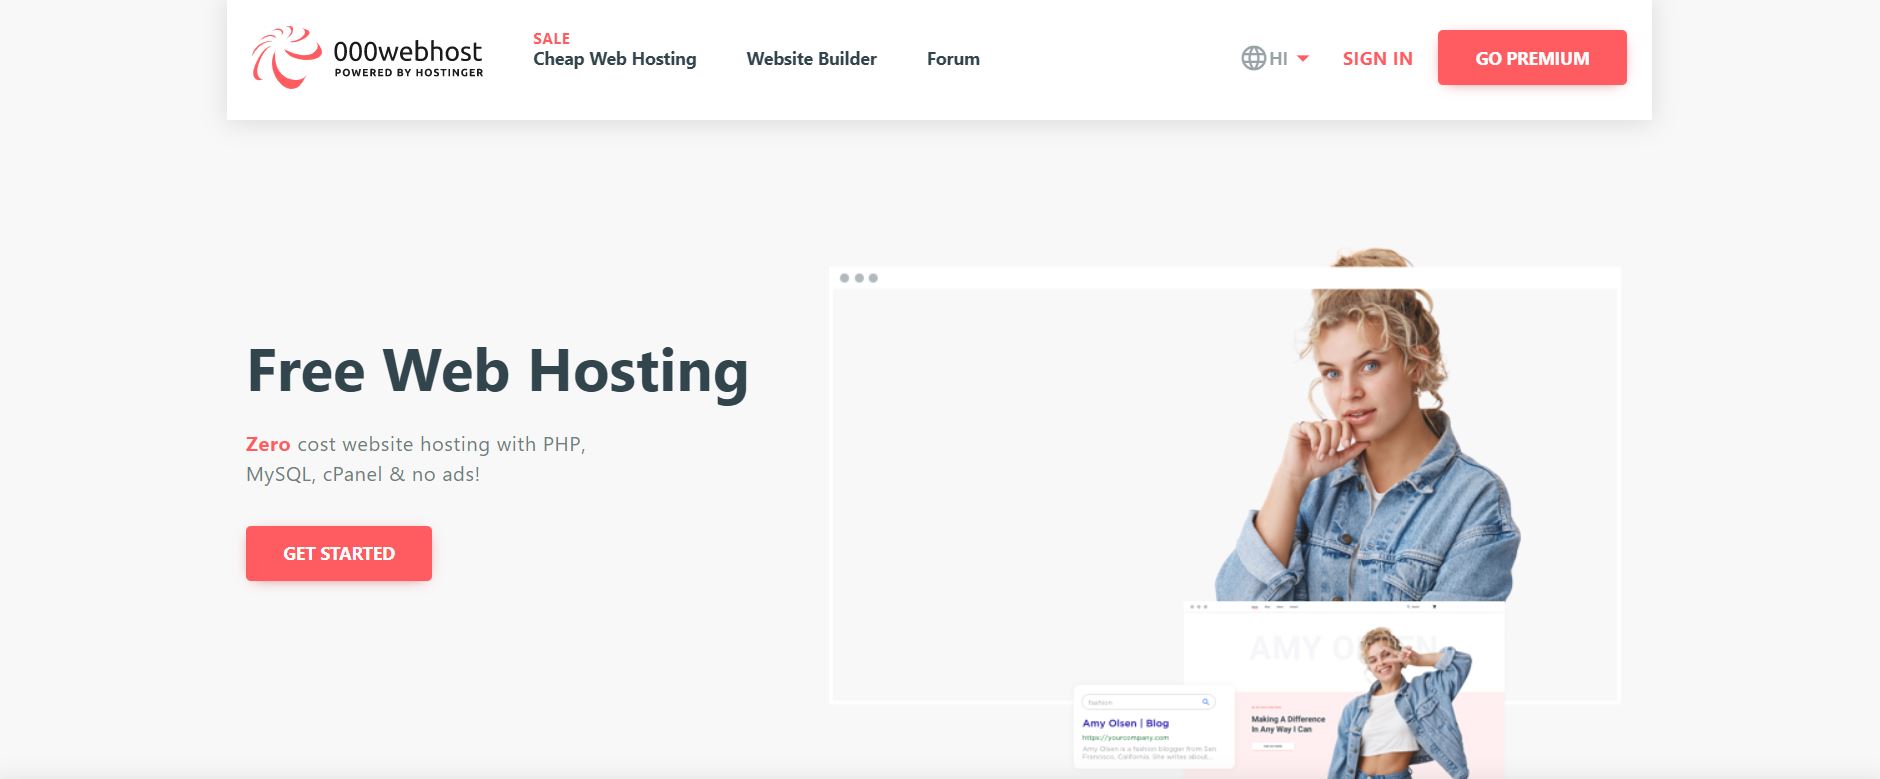 000webhost
POWERED BY HOSTINGER
SALE
Cheap Web Hosting
Website Builder
Forum
HI
SIGN IN
GO PREMIUM
Free Web Hosting
Zero cost website hosting with PHP,
MySQL, cPanel & no ads!
GET STARTED
AMY OLSEN
fashion
Amy Olsen | Blog
https://yourcompany.com
Amy Olsen is a fashion blogger from San
Francisco, California. She writes about...
Making A Difference
In Any Way I Can